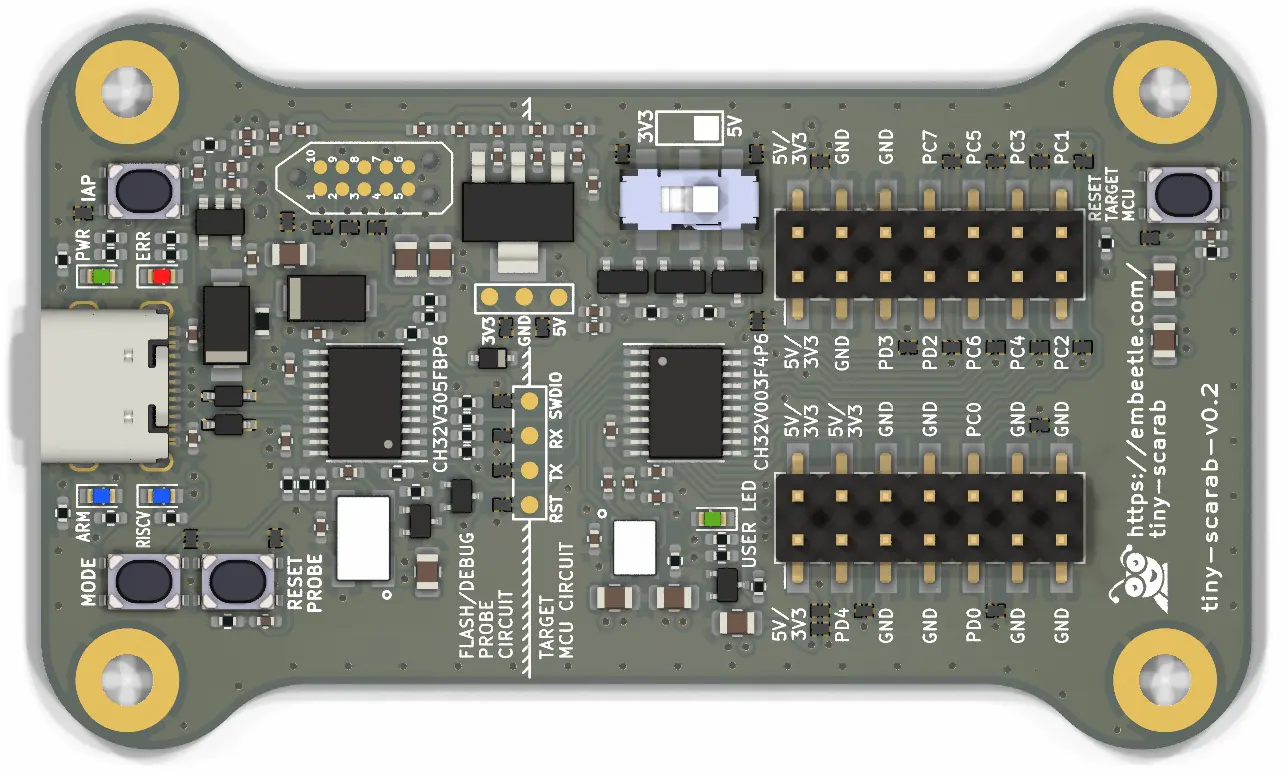 IAP
PWR
ERR
10 9 8 7 6
1 2 3 4 5
3V3
5V
3V3
GND
5V
5V/
3V3
GND
GND
PC7
PC5
PC3
PC1
RESET
TARGET
MCU
5V/
3V3
GND
PD3
PD2
PC6
PC4
PC2
CH32V305FBP6
SWDIO
RX
TX
RST
CH32V003F4P6
5V/
3V3
5V/
3V3
GND
GND
PC0
GND
GND
USER LED
5V/
3V3
PD4
GND
GND
PD0
GND
GND
ARM
RISCV
MODE
RESET
PROBE
FLASH/DEBUG
PROBE
CIRCUIT
TARGET
MCU CIRCUIT
https://embeetle.com/
tiny-scarab
tiny-scarab-v0.2